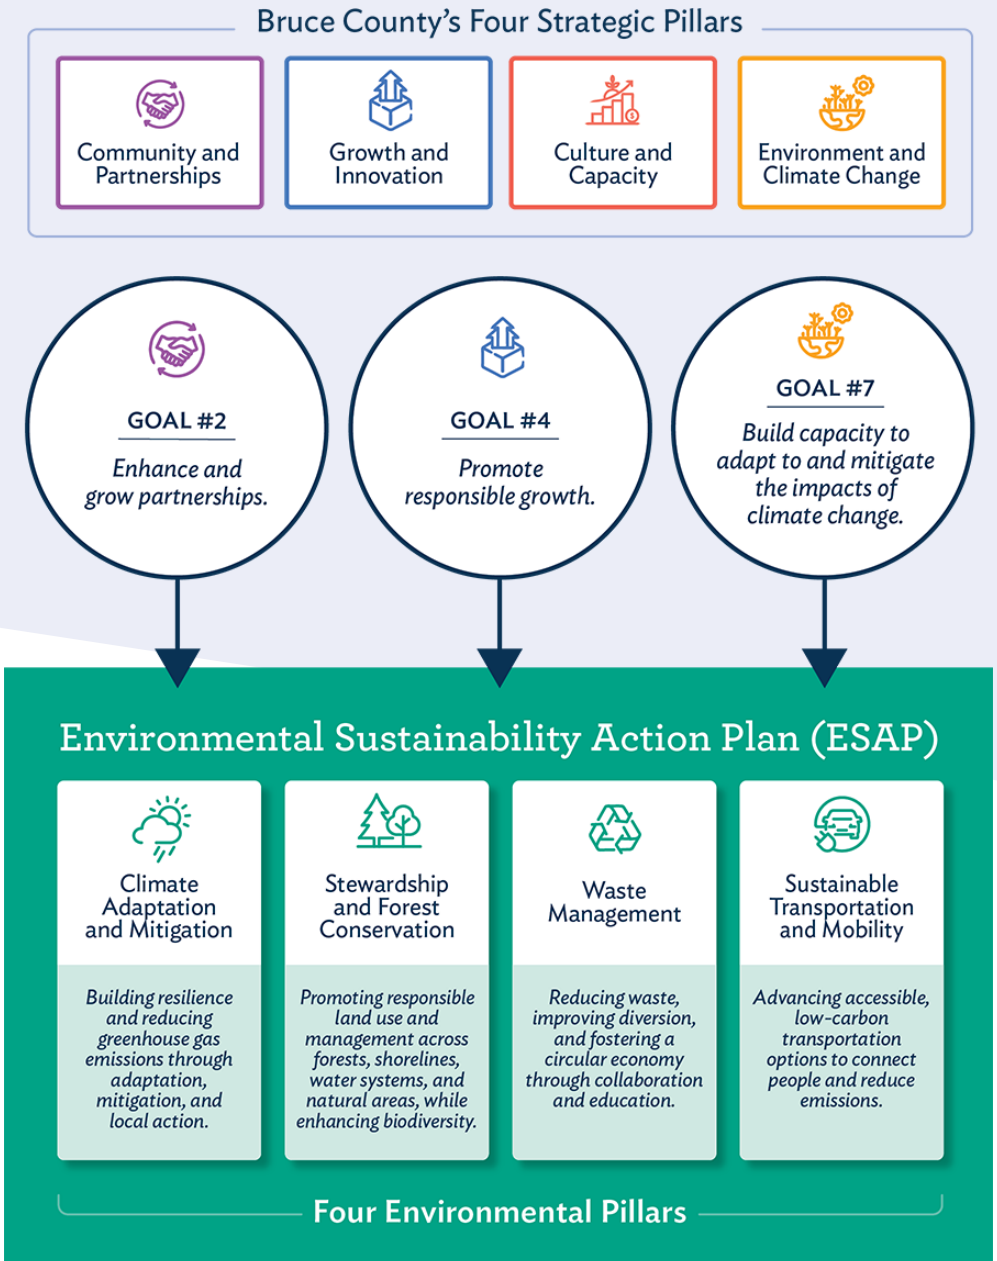 Bruce County's Four Strategic Pillars
Community and
Partnerships
Growth and
Innovation
Culture and
Capacity
Environment and
Climate Change
GOAL #2
Enhance and
grow partnerships.
GOAL #4
Promote
responsible growth.
GOAL #7
Build capacity to
adapt to and mitigate
the impacts of
climate change.
Environmental Sustainability Action Plan (ESAP)
Climate
Adaptation
and Mitigation
Building resilience
and reducing
greenhouse gas
emissions through
adaptation,
mitigation, and
local action.
Stewardship
and Forest
Conservation
Promoting responsible
land use and
management across
forests, shorelines,
water systems, and
natural areas, while
enhancing biodiversity.
Waste
Management
Reducing waste,
improving diversion,
and fostering a
circular economy
through collaboration
and education.
Sustainable
Transportation
and Mobility
Advancing accessible,
low-carbon
transportation
options to connect
people and reduce
emissions.
Four Environmental Pillars